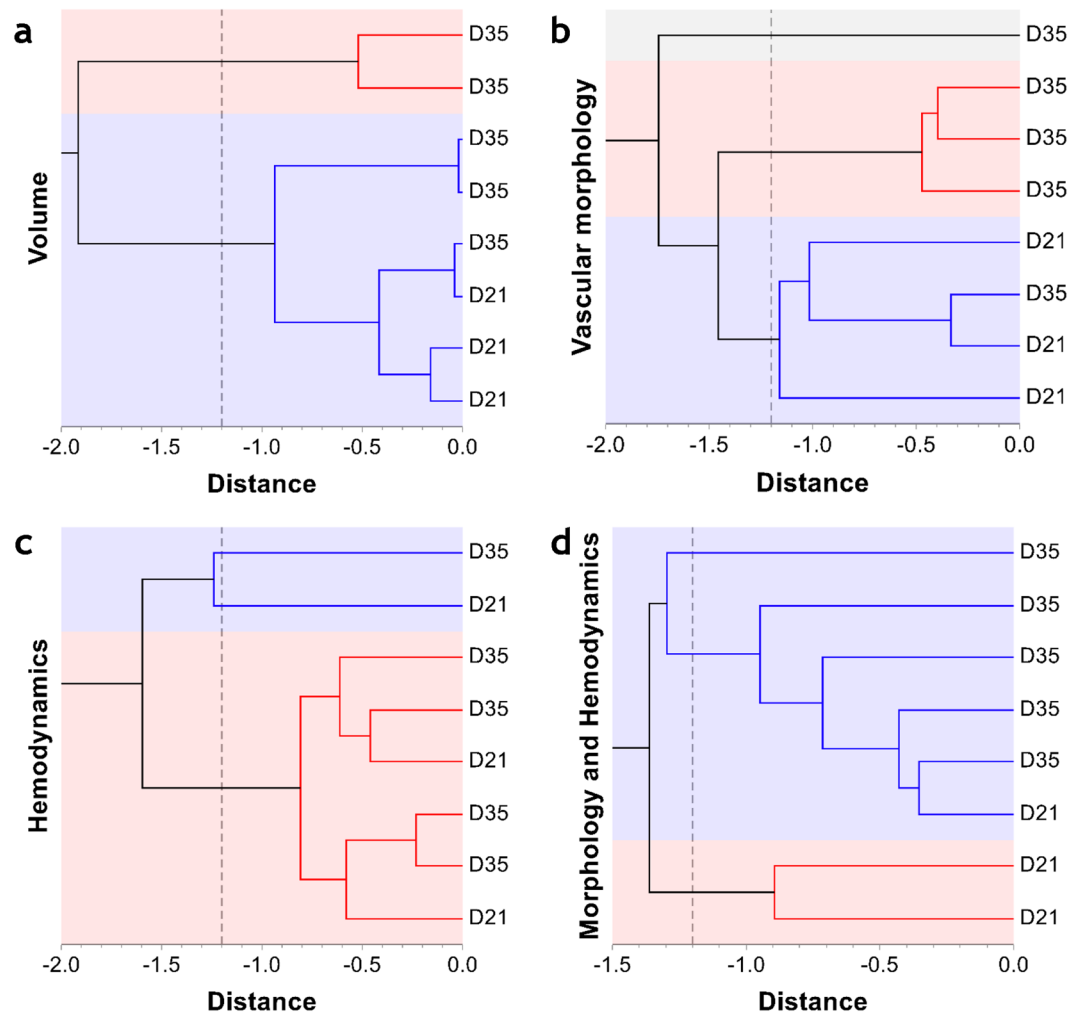 a
Volume
D35
D35
D35
D35
D35
D21
D21
D21
-2.0 -1.5 -1.0 -0.5 0.0
Distance
b
Vascular morphology
D35
D35
D35
D35
D21
D35
D21
D21
-2.0 -1.5 -1.0 -0.5 0.0
Distance
c
Hemodynamics
D35
D21
D35
D35
D21
D35
D35
D21
-2.0 -1.5 -1.0 -0.5 0.0
Distance
d
Morphology and Hemodynamics
D35
D35
D35
D35
D35
D21
D21
D21
-1.5 -1.0 -0.5 0.0
Distance